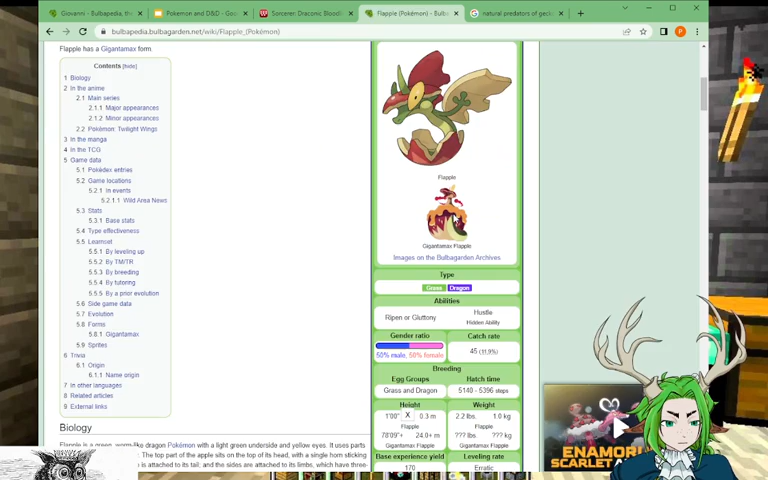 Giovanni - Bulbapedia, the
Pokemon and D&D - Go
Sorcerer: Draconic Bloodli
Flapple (Pokémon) - Bulb
natural predators of geck
bulbapedia.bulbagarden.net/wiki/Flapple_(Pokémon)
Flapple has a Gigantamax form.
Contents [hide]
1 Biology
2 In the anime
2.1 Main series
2.1.1 Major appearances
2.1.2 Minor appearances
2.2 Pokémon: Twilight Wings
3 In the manga
4 In the TCG
5 Game data
5.1 Pokédex entries
5.2 Game locations
5.2.1 In events
5.2.1.1 Wild Area News
5.3 Stats
5.3.1 Base stats
5.4 Type effectiveness
5.5 Learnset
5.5.1 By leveling up
5.5.2 By TM/TR
5.5.3 By breeding
5.5.4 By tutoring
5.5.5 By a prior evolution
5.6 Side game data
5.7 Evolution
5.8 Forms
5.8.1 Gigantamax
5.9 Sprites
6 Trivia
6.1 Origin
6.1.1 Name origin
7 In other languages
8 Related articles
9 External links
Biology
Flapple is a green, worm-like dragon Pokémon with a light green underside and yellow eyes. It uses parts
The top part of the apple sits on the top of its head, with a single horn sticking
is attached to its tail; and the sides are attached to its limbs, which have three-
Flapple
Gigantamax Flapple
Images on the Bulbagarden Archives
Type
Grass Dragon
Abilities
Ripen or Gluttony
Hustle
Hidden Ability
Gender ratio
50% male, 50% female
Catch rate
45 (11.9%)
Breeding
Egg Groups
Grass and Dragon
Hatch time
5140 - 5396 steps
Height
1'00" X 0.3 m
Flapple
78'09"+ 24.0+ m
Gigantamax Flapple
Weight
2.2 lbs. 1.0 kg
Flapple
??? lbs. ??? kg
Gigantamax Flapple
Base experience yield
170
Leveling rate
Erratic
ENAMOR
SCARLET